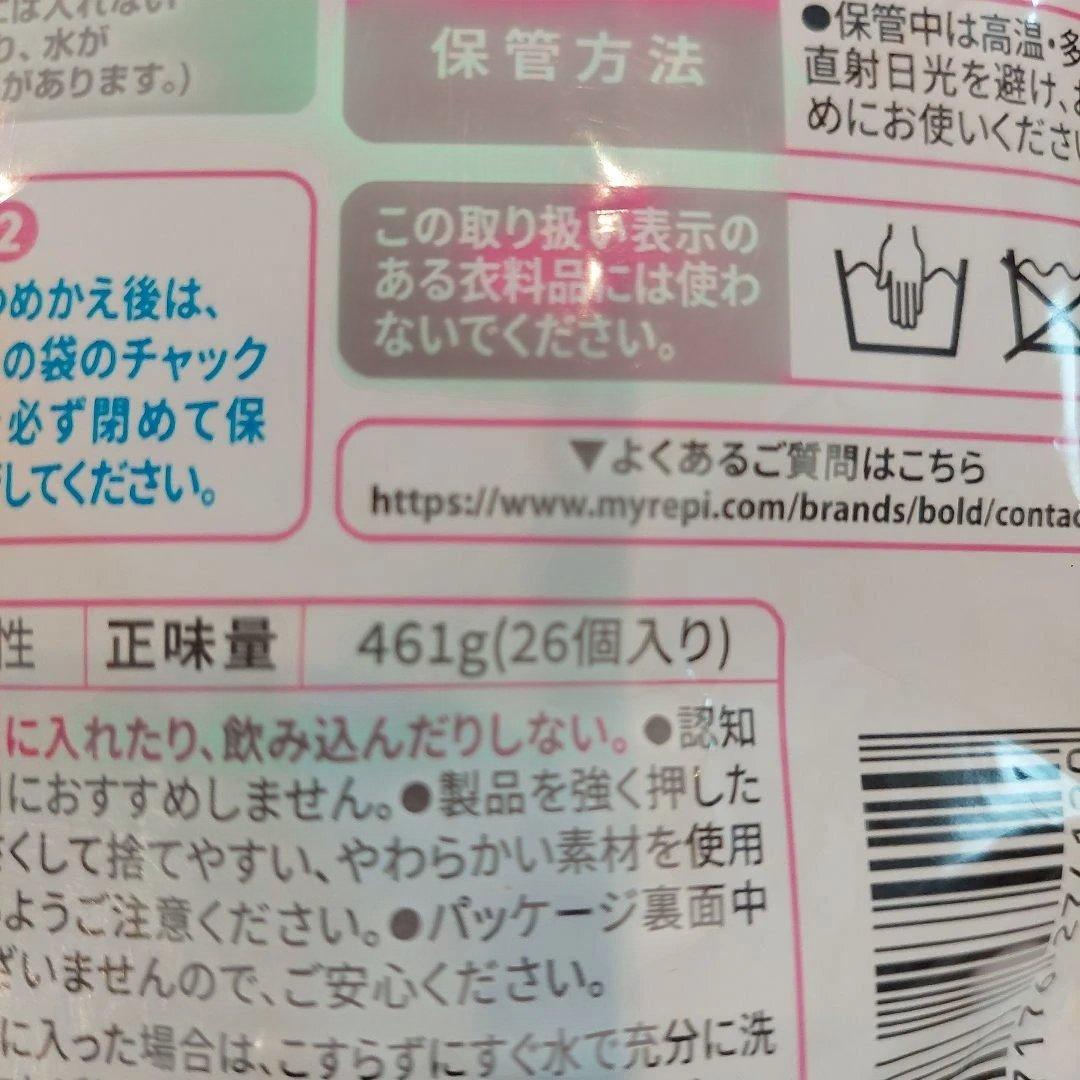 は入れない
り、水が
があります。)
保管方法
●保管中は高温・多
直射日光を避け、
めにお使いくださ
2
めかえ後は、
の袋のチャック
必ず閉めて保
してください。
この取り扱い表示の
ある衣料品には使わ
ないでください。
▼よくあるご質問はこちら
https://www.myrepi.com/brands/bold/contac
性
正味量
461g(26個入り)
に入れたり、飲み込んだりしない。●認知
におすすめしません。●製品を強く押した
くして捨てやすい、やわらかい素材を使用
ようご注意ください。●パッケージ裏面中
ざいませんので、ご安心ください。
に入った場合は、こすらずにすぐ水で充分に洗